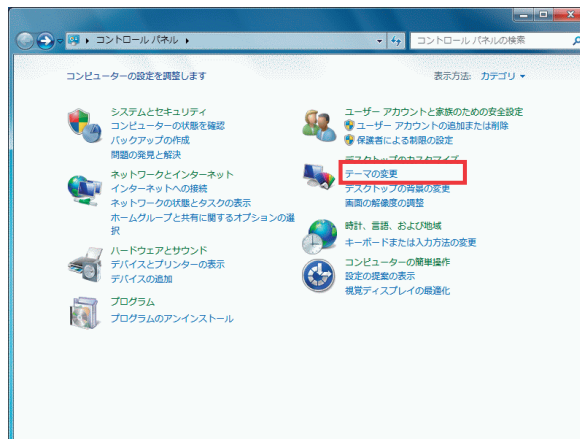 コントロール パネル
コントロール パネルの検索
コンピューターの設定を調整します
表示方法: カテゴリ
システムとセキュリティ
コンピューターの状態を確認
バックアップの作成
問題の発見と解決
ネットワークとインターネット
インターネットへの接続
ネットワークの状態とタスクの表示
ホームグループと共有に関するオプションの選
択
ハードウェアとサウンド
デバイスとプリンターの表示
デバイスの追加
プログラム
プログラムのアンインストール
ユーザー アカウントと家族のための安全設定
ユーザー アカウントの追加または削除
保護者による制限の設定
デスクトップのカスタマイズ
テーマの変更
デスクトップの背景の変更
画面の解像度の調整
時計、言語、および地域
キーボードまたは入力方法の変更
コンピューターの簡単操作
設定の提案の表示
視覚ディスプレイの最適化